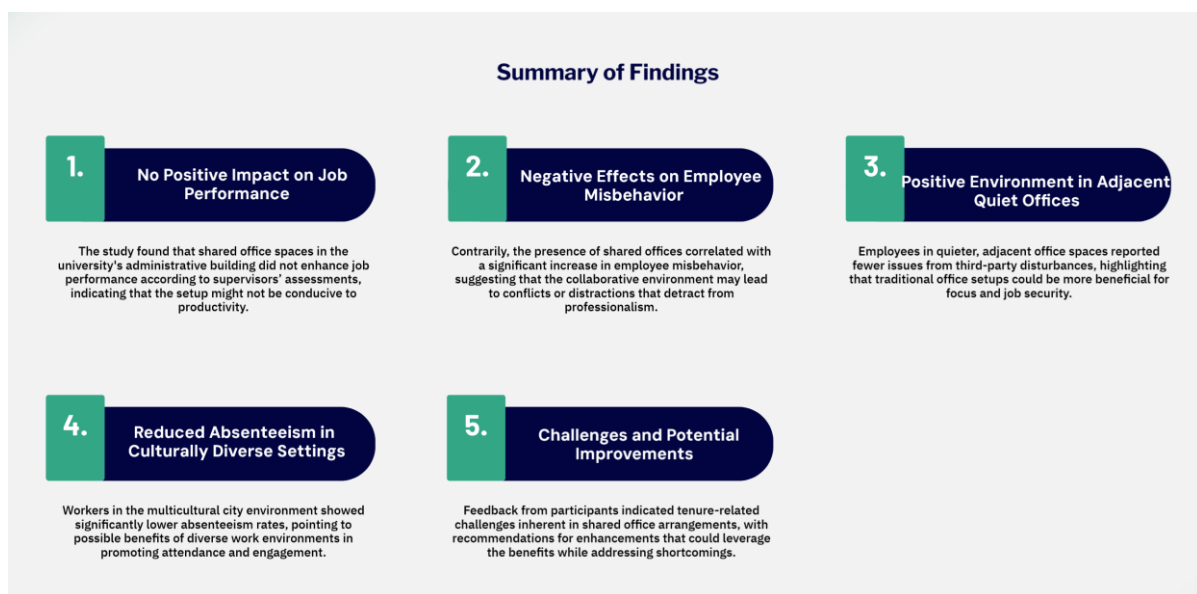 Summary of Findings
1.
No Positive Impact on Job
Performance
The study found that shared office spaces in the
university's administrative building did not enhance job
performance according to supervisors' assessments,
indicating that the setup might not be conducive to
productivity.
2.
Negative Effects on Employee
Misbehavior
Contrarily, the presence of shared offices correlated with
a significant increase in employee misbehavior,
suggesting that the collaborative environment may lead
to conflicts or distractions that detract from
professionalism.
3.
Positive Environment in Adjacent
Quiet Offices
Employees in quieter, adjacent office spaces reported
fewer issues from third-party disturbances, highlighting
that traditional office setups could be more beneficial for
focus and job security.
4.
Reduced Absenteeism in
Culturally Diverse Settings
Workers in the multicultural city environment showed
significantly lower absenteeism rates, pointing to
possible benefits of diverse work environments in
promoting attendance and engagement.
5.
Challenges and Potential
Improvements
Feedback from participants indicated tenure-related
challenges inherent in shared office arrangements, with
recommendations for enhancements that could leverage
the benefits while addressing shortcomings.